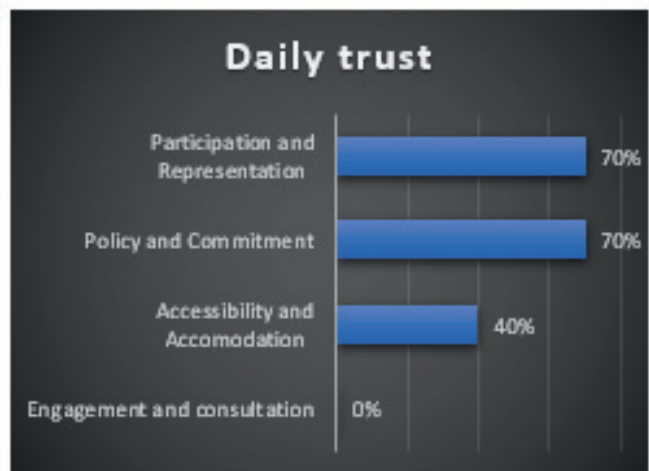 Daily trust
Participation and
Representation
70%
Policy and Commitment
70%
Accessibility and
Accomodation
40%
Engagement and consultation
0%